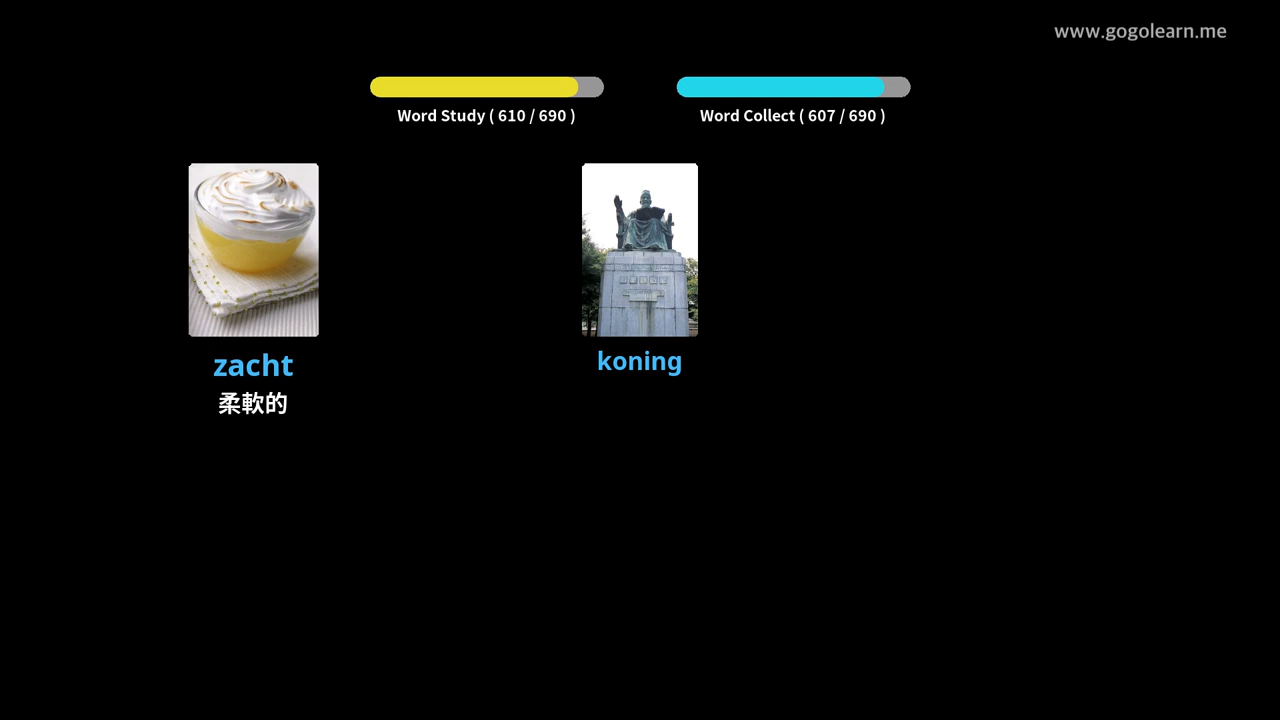 www.gogolearn.me
Word Study ( 610 / 690 )
Word Collect ( 607 / 690 )
zacht
柔軟的
koning